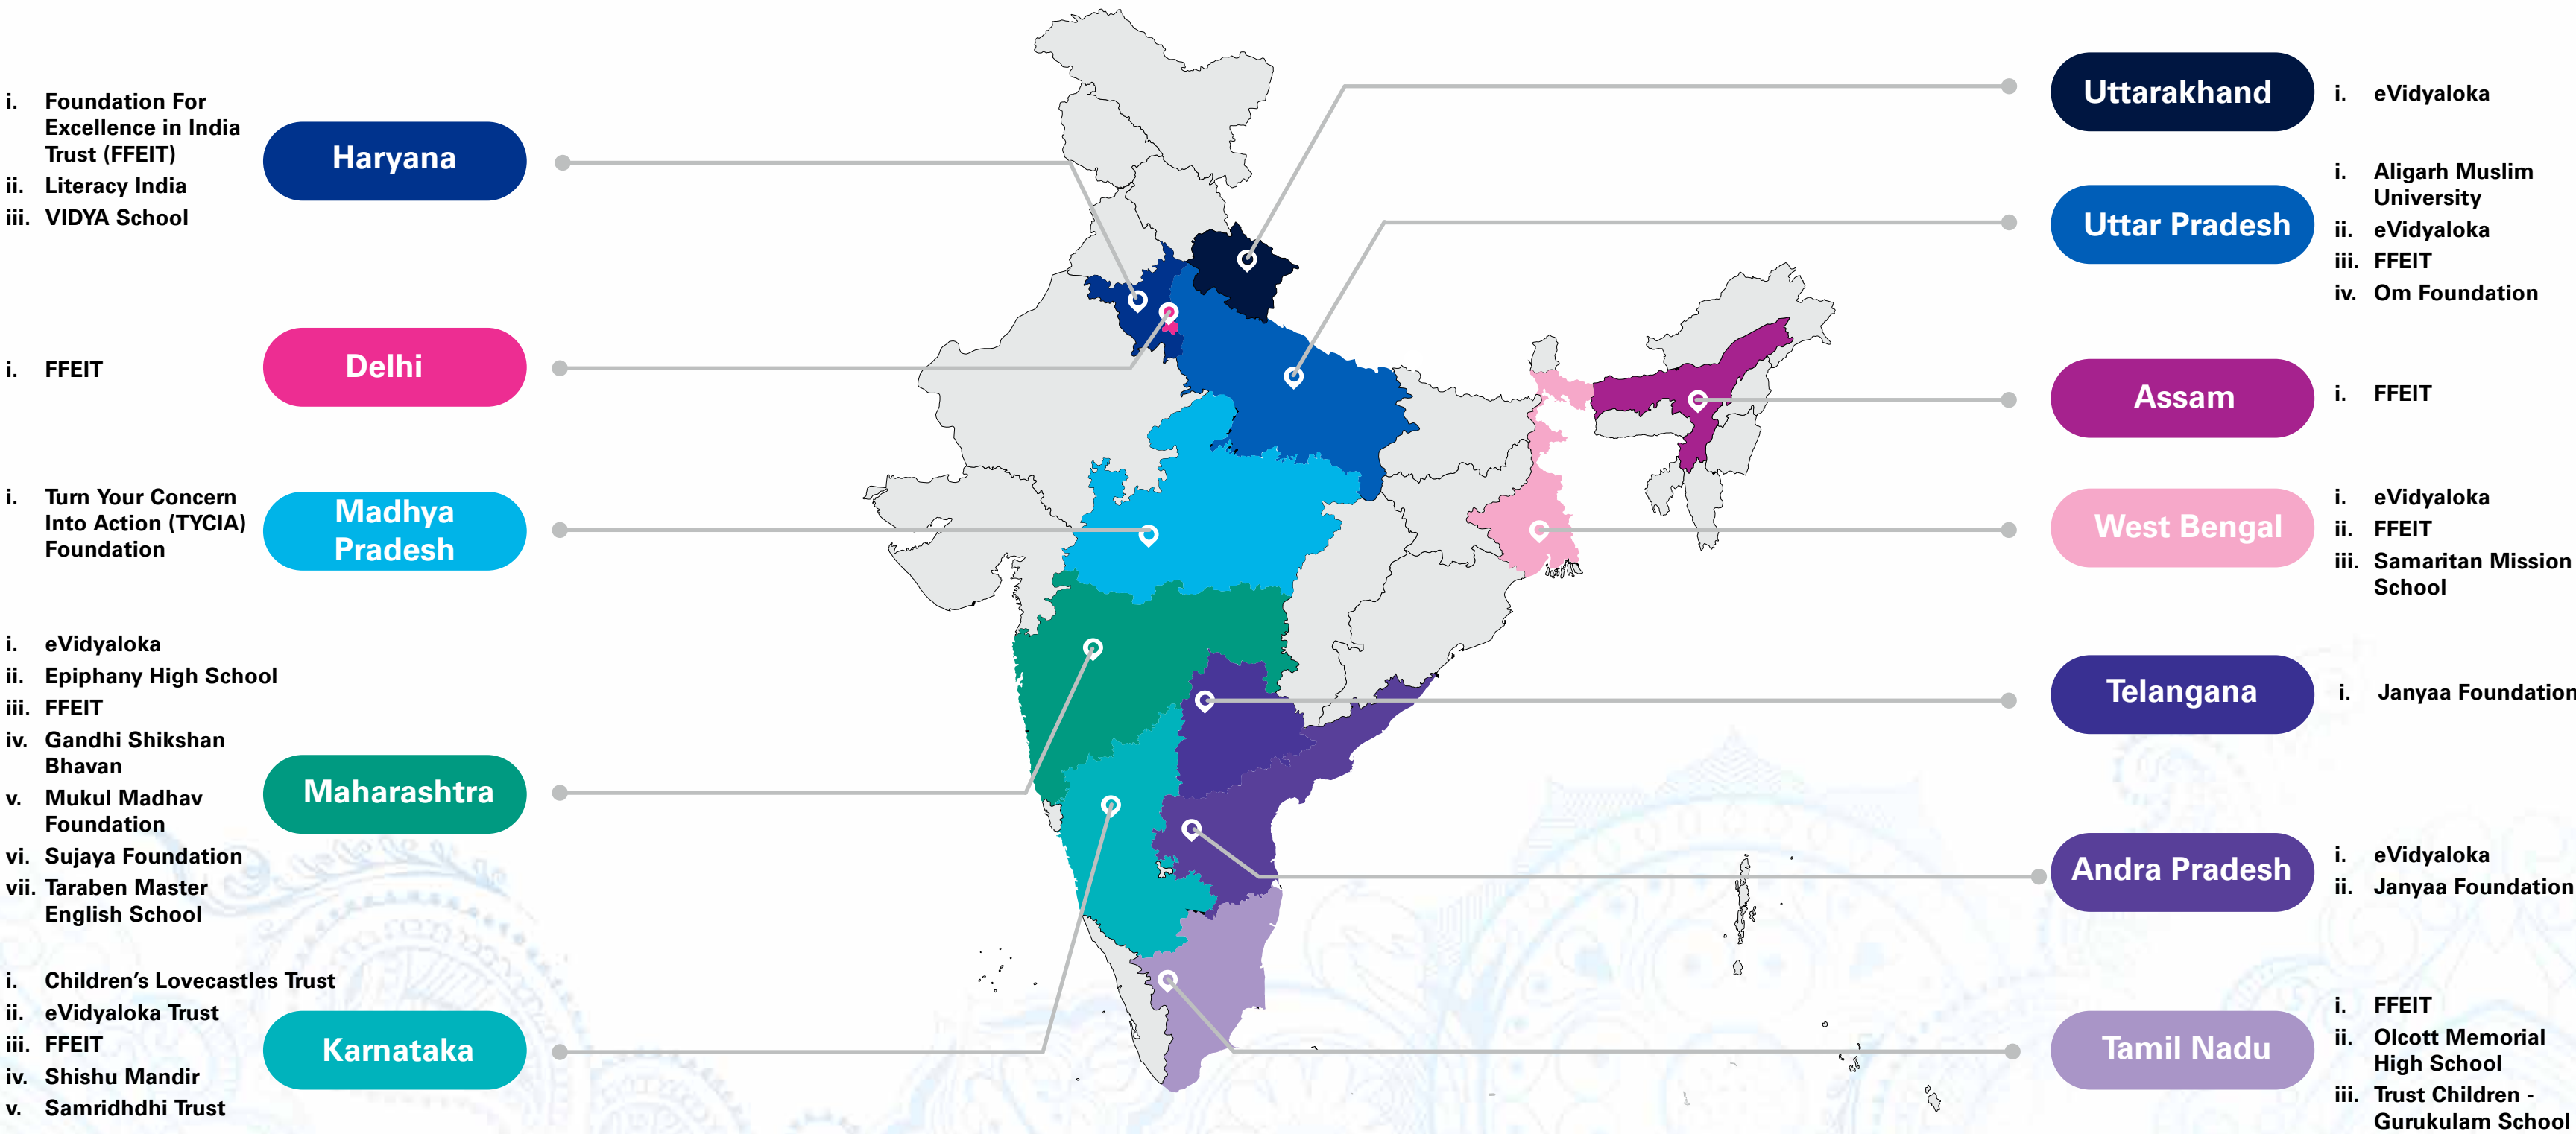 i. Foundation For
Excellence in India
Trust (FFEIT)
ii. Literacy India
iii. VIDYA School
Haryana
i. FFEIT
Delhi
i. Turn Your Concern
Into Action (TYCIA)
Foundation
Madhya
Pradesh
i. eVidyaloka
ii. Epiphany High School
iii. FFEIT
iv. Gandhi Shikshan
Bhavan
v. Mukul Madhav
Foundation
vi. Sujaya Foundation
vii. Taraben Master
English School
Maharashtra
i. Children's Lovecastles Trust
ii. eVidyaloka Trust
iii. FFEIT
iv. Shishu Mandir
v. Samridhdhi Trust
Karnataka
Uttarakhand
i. eVidyaloka
Uttar Pradesh
i. Aligarh Muslim
University
ii. eVidyaloka
iii. FFEIT
iv. Om Foundation
Assam
i. FFEIT
West Bengal
i. eVidyaloka
ii. FFEIT
iii. Samaritan Mission
School
Telangana
i. Janyaa Foundation
Andra Pradesh
i. eVidyaloka
ii. Janyaa Foundation
Tamil Nadu
i. FFEIT
ii. Olcott Memorial
High School
iii. Trust Children -
Gurukulam School